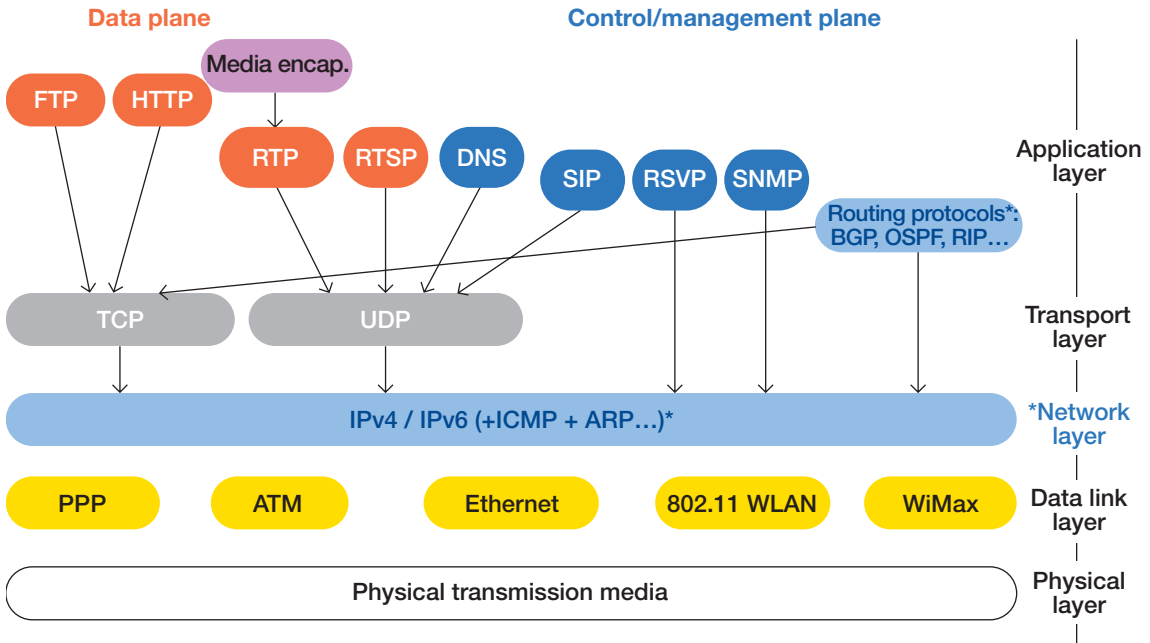 Data plane
Control/management plane
Media encap.
FTP
HTTP
RTP
RTSP
DNS
SIP
RSVP
SNMP
Routing protocols*:
BGP, OSPF, RIP…
Application
layer
TCP
UDP
Transport
layer
IPv4 / IPv6 (+ICMP + ARP…)*
*Network
layer
PPP
ATM
Ethernet
802.11 WLAN
WiMax
Data link
layer
Physical transmission media
Physical
layer